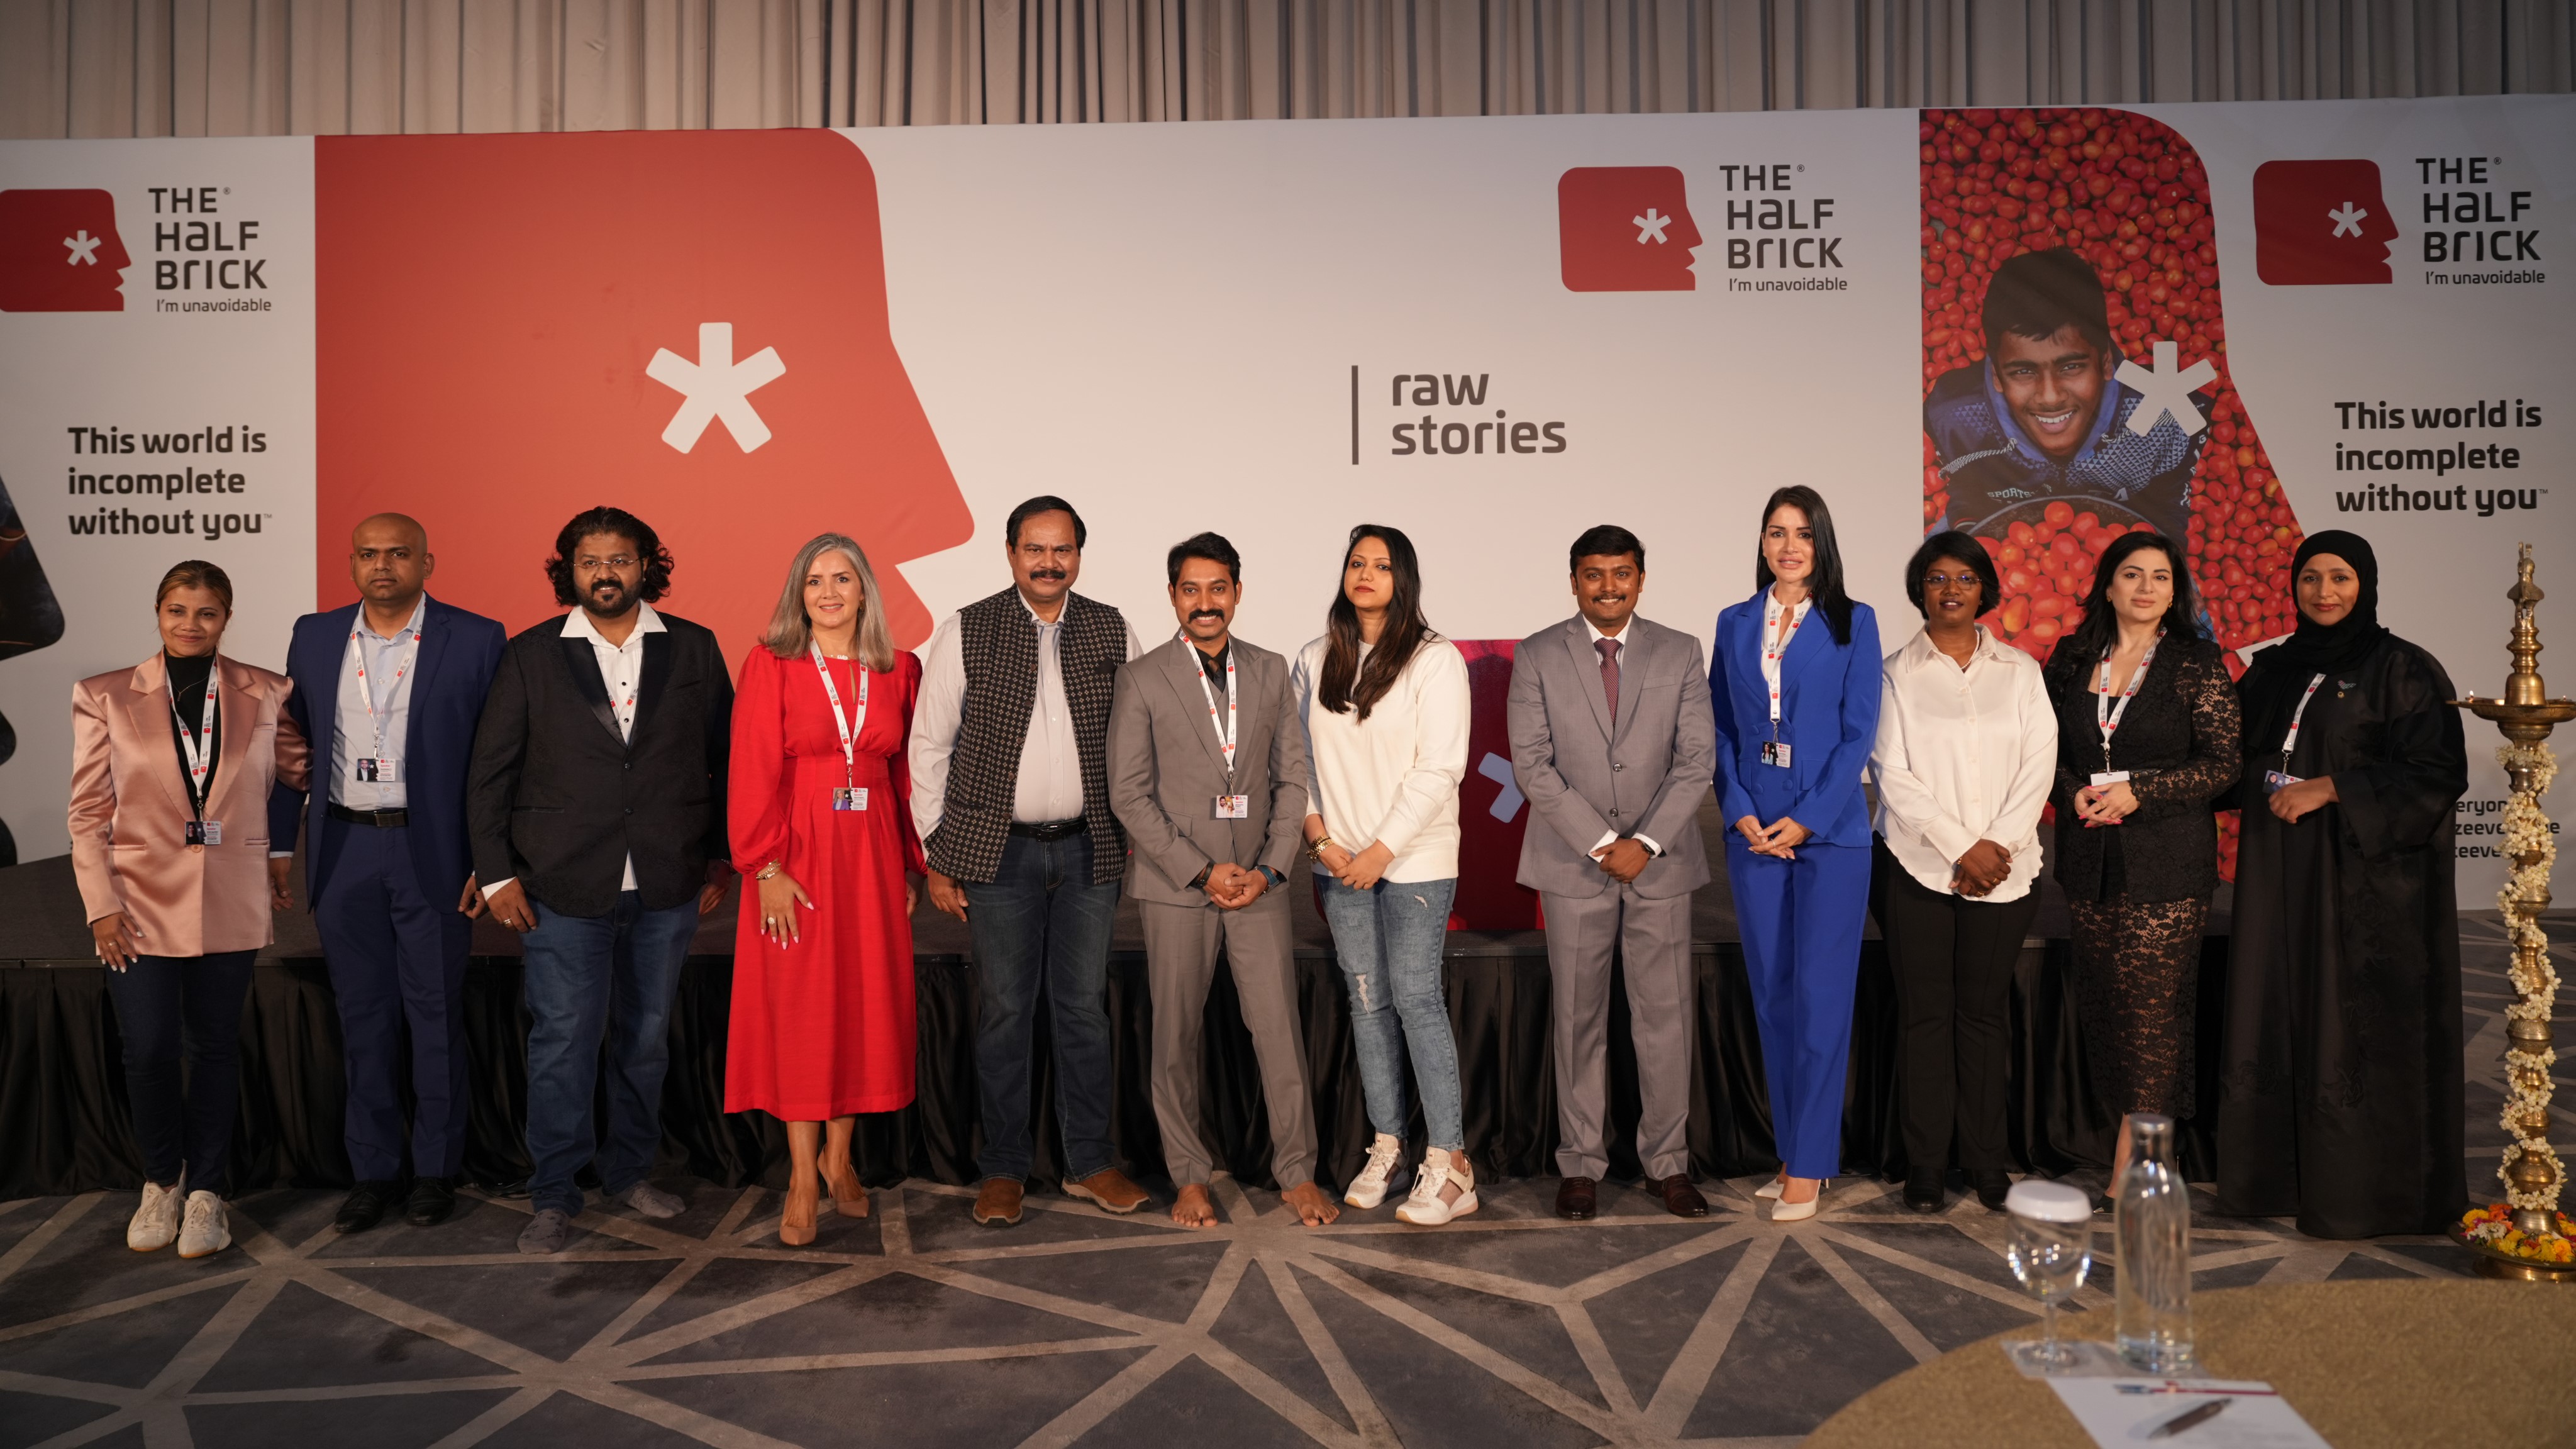 THE®
HaLF
BrICK
I'm unavoidable
This world is
incomplete
without you™
raw
stories
THE®
HaLF
BrICK
I'm unavoidable
SPORTS
THE®
HaLF
BrICK
I'm unavoidable
This world is
incomplete
without you™